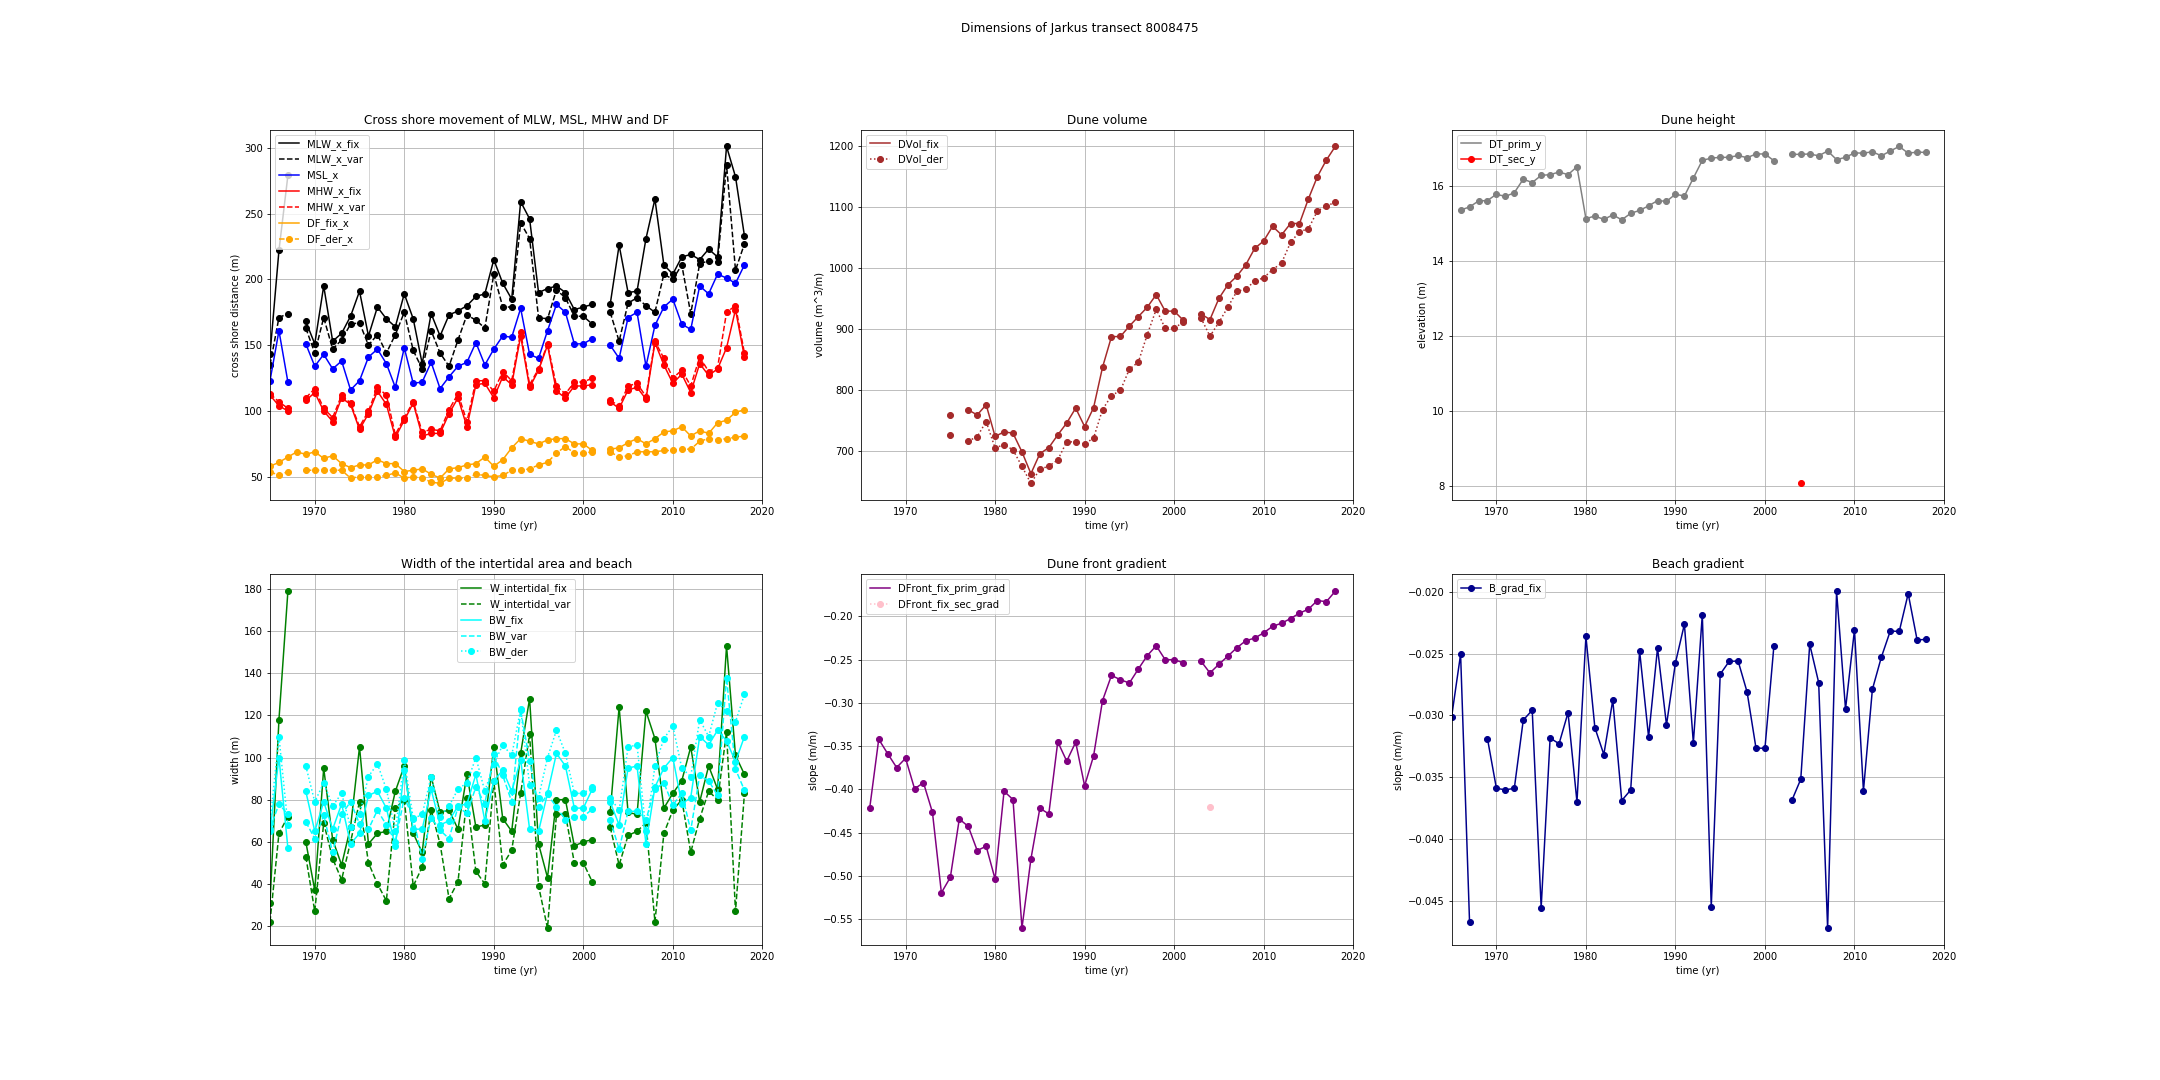 Dimensions of Jarkus transect 8008475
Cross shore movement of MLW, MSL, MHW and DF
MLW_x_fix
MLW_x_var
MSL_x
MHW_x_fix
MHW_x_var
DF_fix_x
DF_der_x
300
250
200
150
100
50
cross shore distance (m)
1970 1980 1990 2000 2010 2020
time (yr)
Dune volume
DVol_fix
DVol_der
1200
1100
1000
900
800
700
volume (m^3/m)
1970 1980 1990 2000 2010 2020
time (yr)
Dune height
DT_prim_y
DT_sec_y
16
14
12
10
8
elevation (m)
1970 1980 1990 2000 2010 2020
time (yr)
Width of the intertidal area and beach
W_intertidal_fix
W_intertidal_var
BW_fix
BW_var
BW_der
180
160
140
120
100
80
60
40
20
width (m)
1970 1980 1990 2000 2010 2020
time (yr)
Dune front gradient
DFront_fix_prim_grad
DFront_fix_sec_grad
−0.20
−0.25
−0.30
−0.35
−0.40
−0.45
−0.50
−0.55
slope (m/m)
1970 1980 1990 2000 2010 2020
time (yr)
Beach gradient
B_grad_fix
−0.020
−0.025
−0.030
−0.035
−0.040
−0.045
slope (m/m)
1970 1980 1990 2000 2010 2020
time (yr)